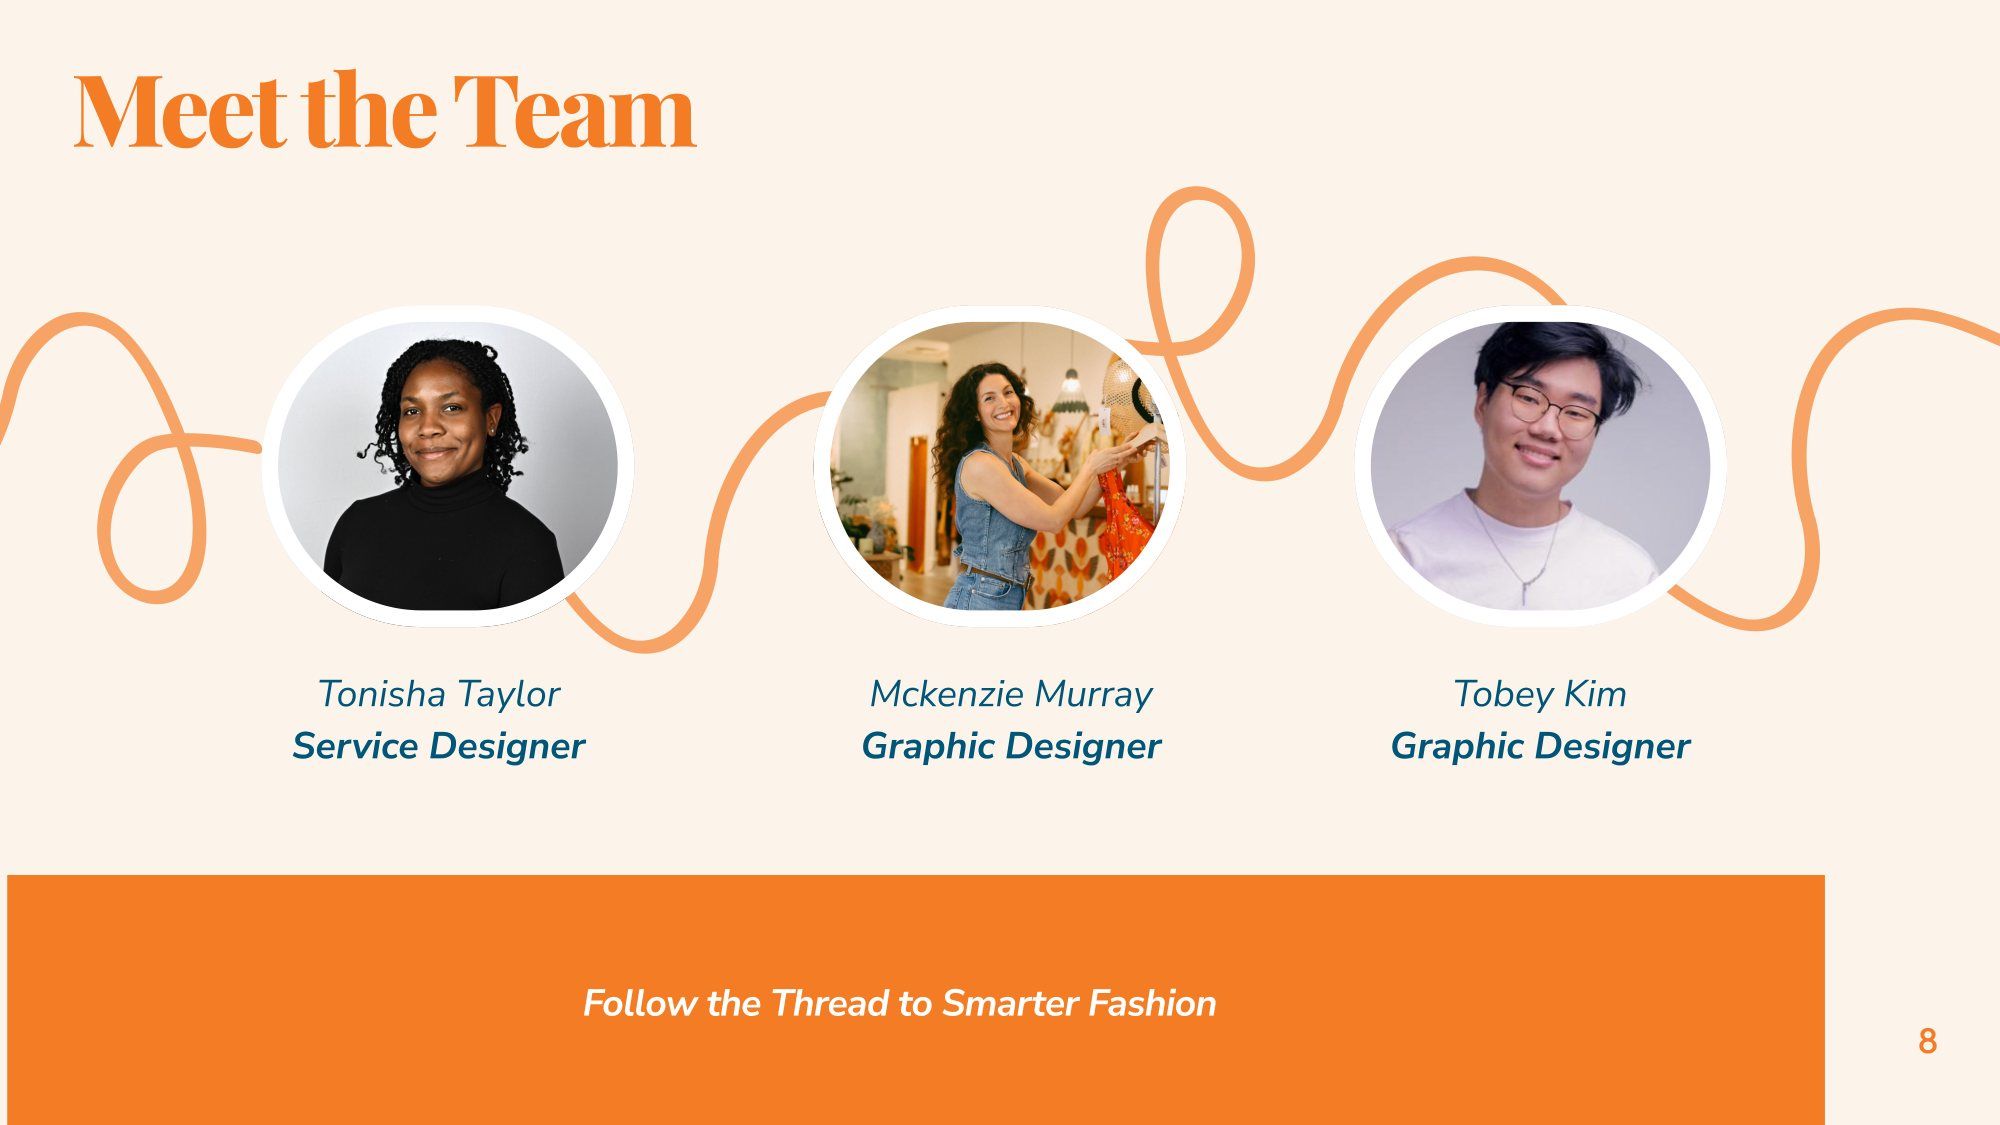 Meet the Team
Tonisha Taylor
Service Designer
Mckenzie Murray
Graphic Designer
Tobey Kim
Graphic Designer
Follow the Thread to Smarter Fashion
8